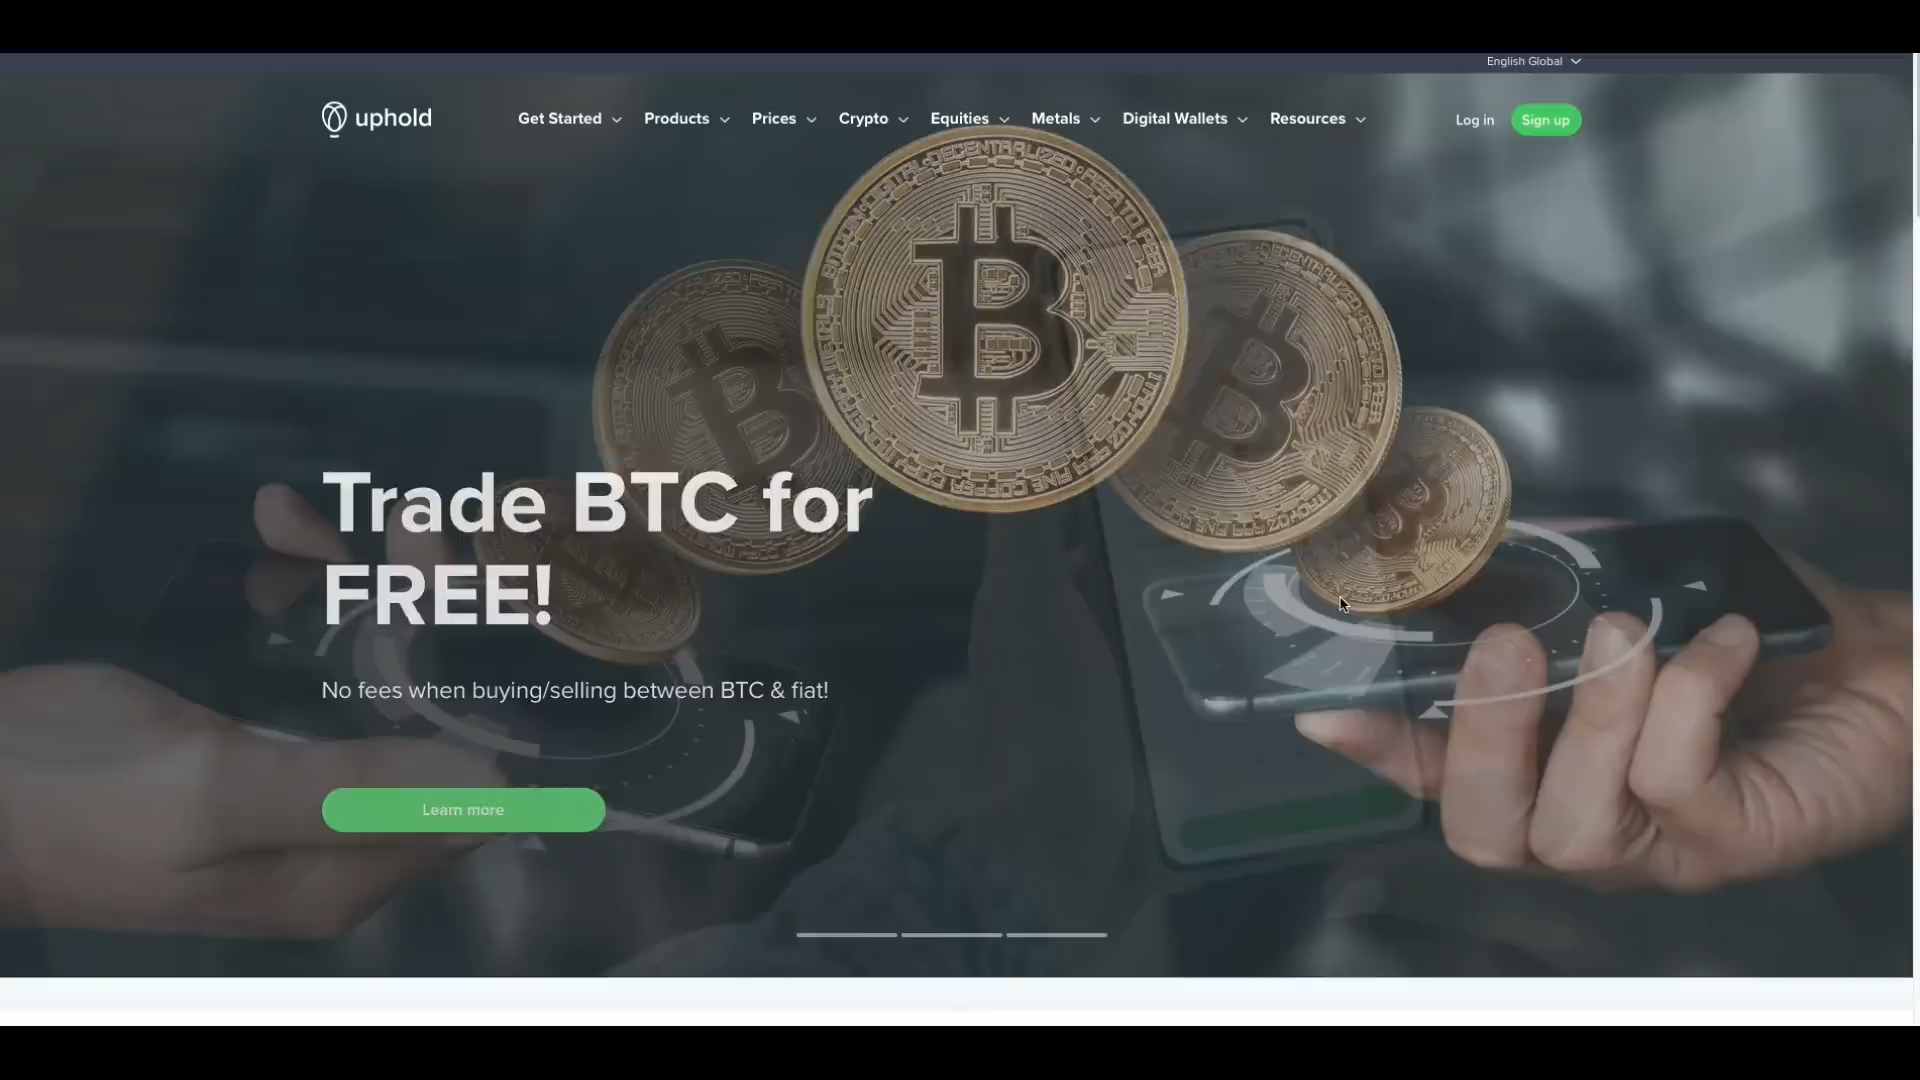 English Global
uphold
Get Started
Products
Prices
Crypto
Equities
Metals
Digital Wallets
Resources
Log in
Sign up
Trade BTC for
FREE!
No fees when buying/selling between BTC & fiat!
Learn more